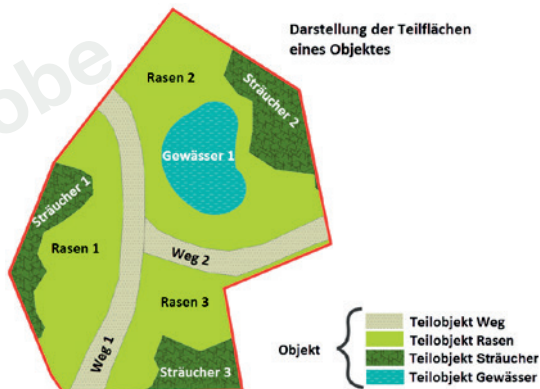 Darstellung der Teilflächen
eines Objektes
Rasen 2
Sträucher 2
Gewässer 1
Sträucher 1
Rasen 1
Weg 2
Rasen 3
Weg 1
Sträucher 3
Objekt
Teilobjekt Weg
Teilobjekt Rasen
Teilobjekt Sträucher
Teilobjekt Gewässer
obe